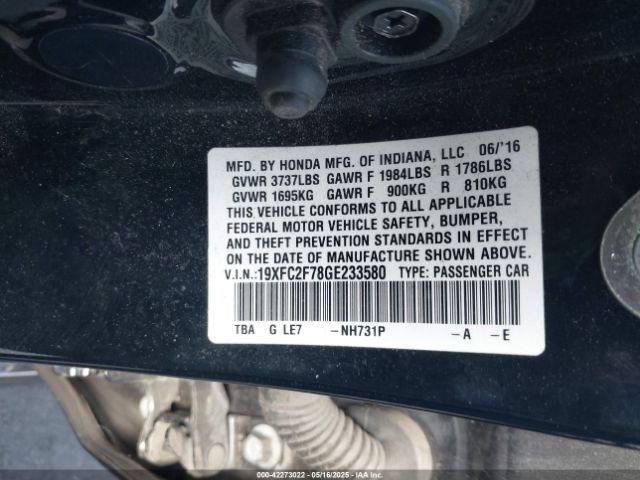 MFD. BY HONDA MFG. OF INDIANA, LLC 06/'16
GVWR 3737LBS GAWR F 1984LBS R 1786LBS
GVWR 1695KG GAWR F 900KG R 810KG
THIS VEHICLE CONFORMS TO ALL APPLICABLE
FEDERAL MOTOR VEHICLE SAFETY, BUMPER,
AND THEFT PREVENTION STANDARDS IN EFFECT
ON THE DATE OF MANUFACTURE SHOWN ABOVE.
V.I.N.:19XFC2F78GE233580 TYPE: PASSENGER CAR
TBA G LE7 -NH731P -A -E
000-42273022 - 05/16/2025 - IAAI.COM